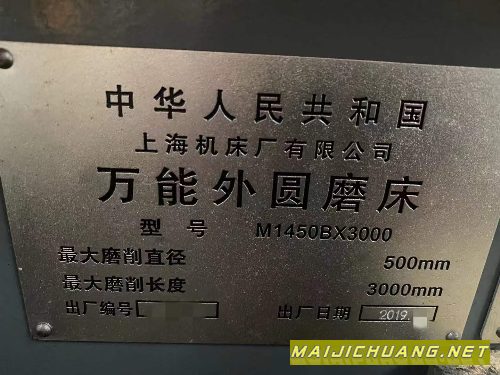 中华人民共和国
上海机床厂有限公司
万能外圆磨床
型号 M1450BX3000
最大磨削直径 500mm
最大磨削长度 3000mm
出厂编号 出厂日期 2019.
MAIJICHUANG.NET